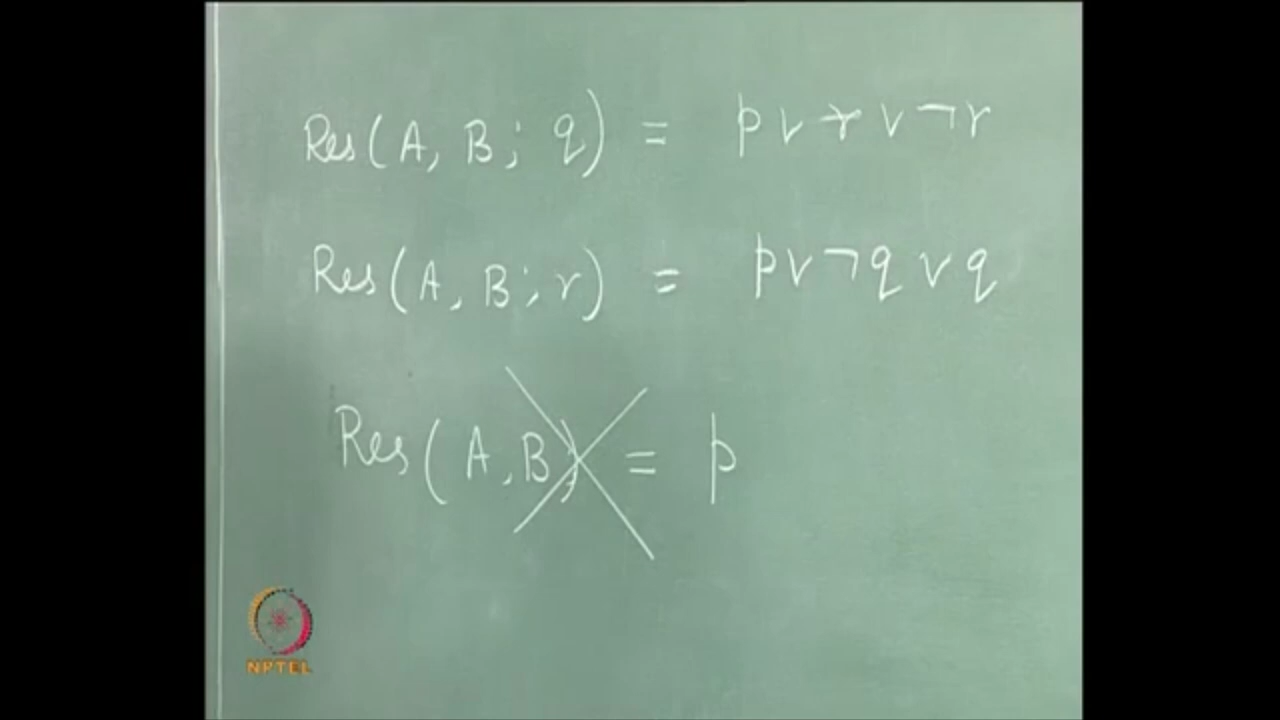 Res(A, B; q) = p ∨ r ∨ ¬r
Res(A, B; r) = p ∨ ¬q ∨ q
Res(A, B) = p
NPTEL